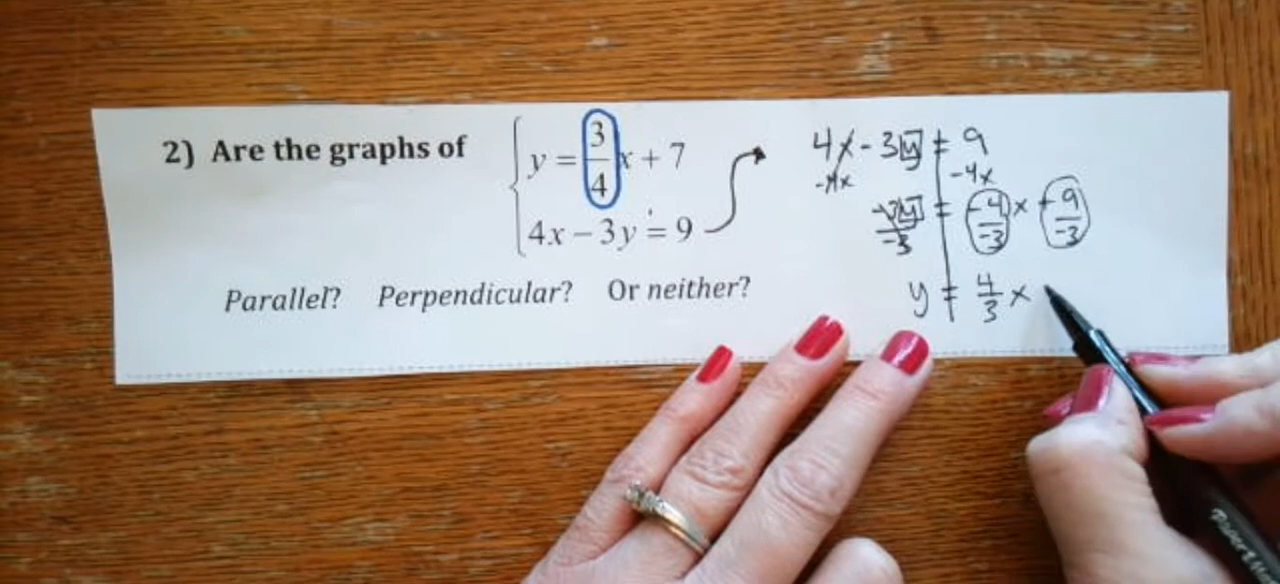 2) Are the graphs of
y = 3/4 x + 7
4x − 3y = 9
Parallel? Perpendicular? Or neither?
4x - 3y = 9
-4x -4x
-3y/-3 = -4/-3 x + 9/-3
y = 4/3 x